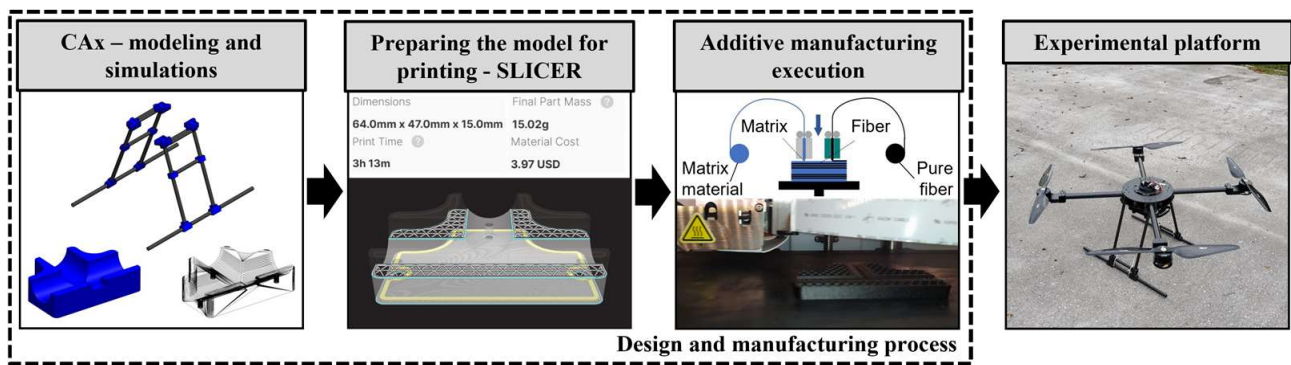 CAx – modeling and
simulations
Preparing the model for
printing - SLICER
Dimensions
Final Part Mass ?
64.0mm x 47.0mm x 15.0mm
15.02g
Print Time ?
Material Cost
3h 13m
3.97 USD
Additive manufacturing
execution
Matrix
Fiber
Matrix
material
Pure
fiber
Experimental platform
Design and manufacturing process